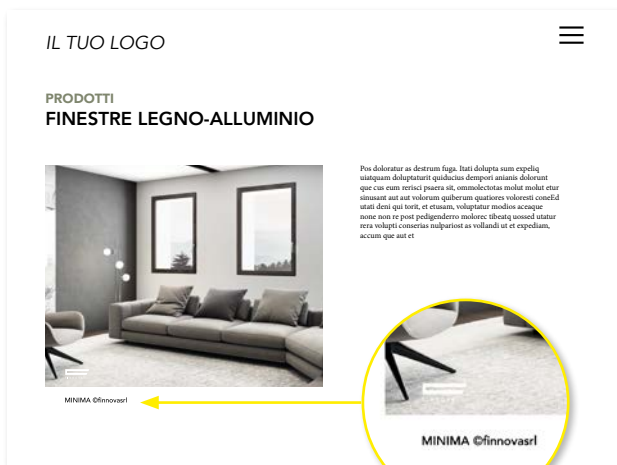 IL TUO LOGO
PRODOTTI
FINESTRE LEGNO-ALLUMINIO
Pos doloratur as destrum fuga. Itati dolupta sum expeliq
uiatquam doluptaturit quiducius dempori anianis dolorunt
que cus eum rerisci psaera sit, ommolectotas molut molut etur
sinusant aut aut volorum quiberum quatiores voloresti coneEd
utati deni qui torit, et etusam, voluptatur modios aceaque
none non re post pedigenderro molorec tibeatq uossed utatur
rera volupti conserias nulpariost as vollandi ut et expediam,
accum que aut et
MINIMA ©finnovasrl
MINIMA ©finnovasrl